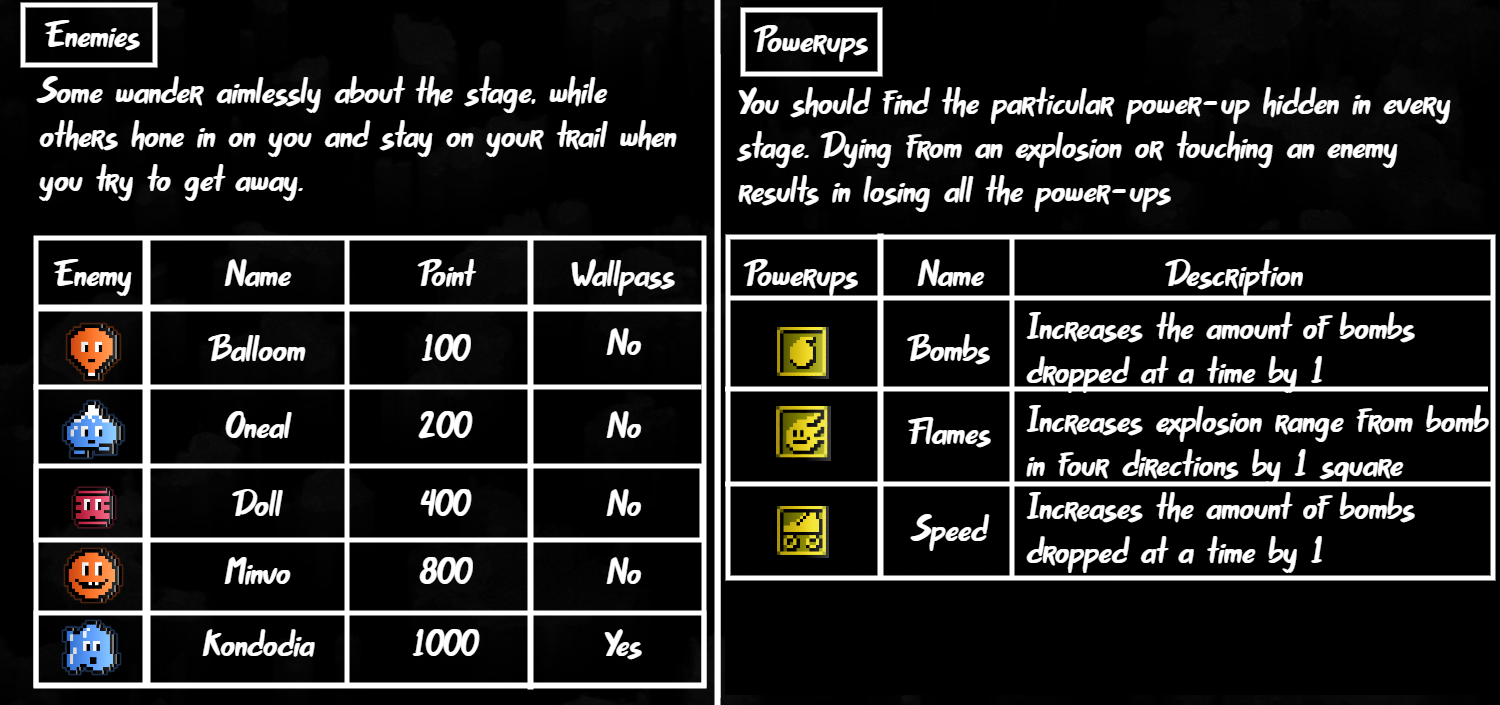 Enemies
Some wander aimlessly about the stage, while
others hone in on you and stay on your trail when
you try to get away.
Enemy Name Point Wallpass
Balloom 100 No
Oneal 200 No
Doll 400 No
Minvo 800 No
Kondodia 1000 Yes
Powerups
You should find the particular power-up hidden in every
stage. Dying from an explosion or touching an enemy
results in losing all the power-ups
Powerups Name Description
Bombs Increases the amount of bombs
dropped at a time by 1
Flames Increases explosion range from bomb
in four directions by 1 square
Speed Increases the amount of bombs
dropped at a time by 1